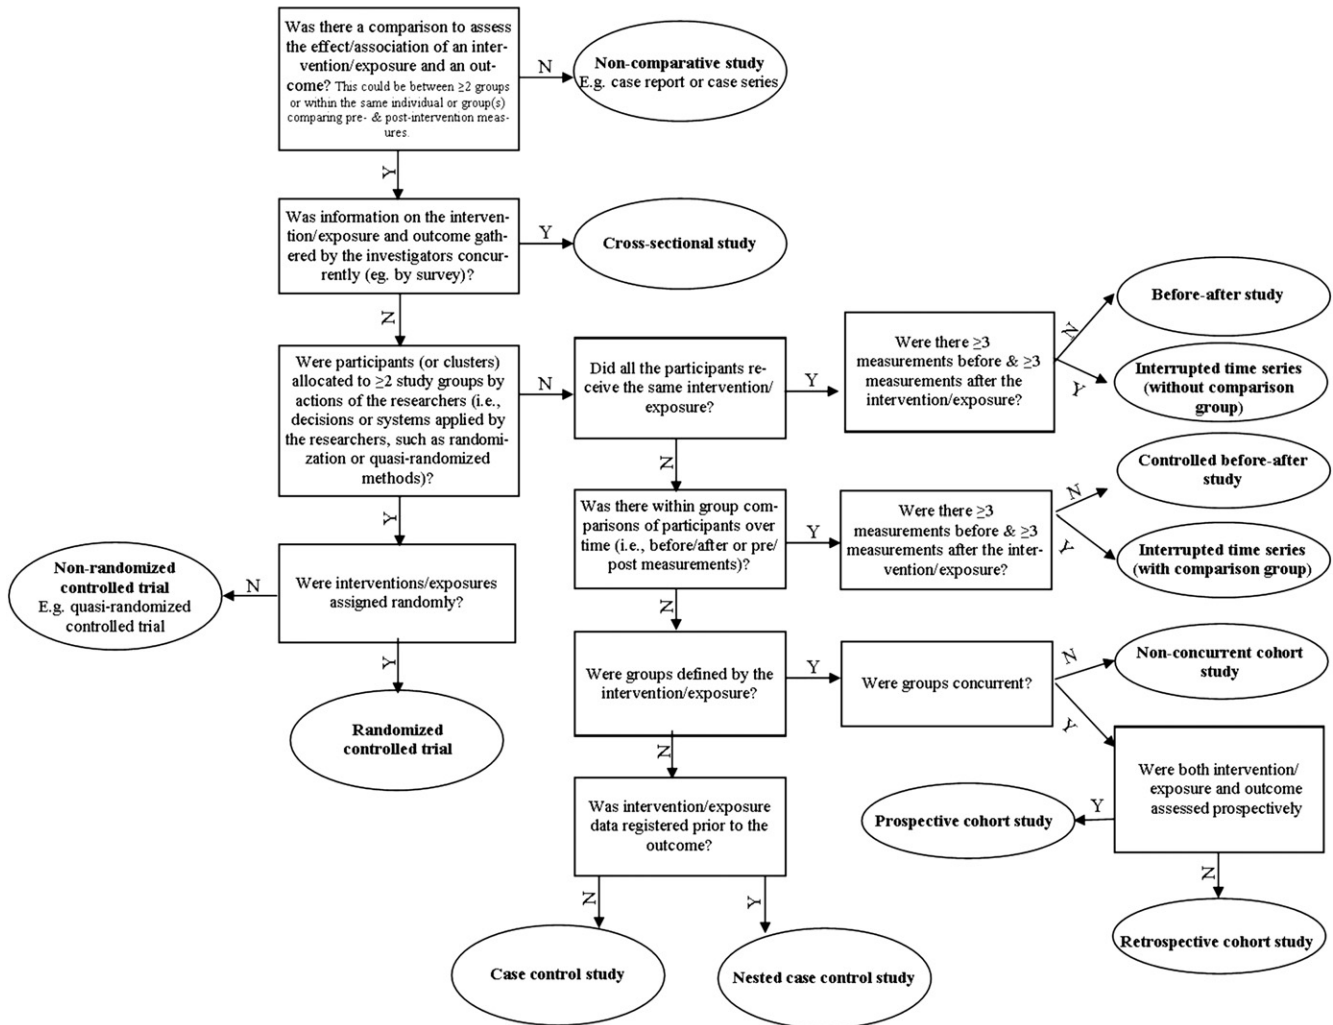 Was there a comparison to assess
the effect/association of an inter-
vention/exposure and an out-
come? This could be between ≥2 groups
or within the same individual or group(s)
comparing pre- & post-intervention meas-
ures.
N
Non-comparative study
E.g. case report or case series
Y
Was information on the interven-
tion/exposure and outcome gath-
ered by the investigators concur-
rently (eg. by survey)?
Y
Cross-sectional study
N
Were participants (or clusters)
allocated to ≥2 study groups by
actions of the researchers (i.e.,
decisions or systems applied by
the researchers, such as randomi-
zation or quasi-randomized
methods)?
N
Did all the participants re-
ceive the same intervention/
exposure?
Y
Were there ≥3
measurements before & ≥3
measurements after the
intervention/exposure?
N
Before-after study
Y
Interrupted time series
(without comparison
group)
N
Was there within group com-
parisons of participants over
time (i.e., before/after or pre/
post measurements)?
Y
Were there ≥3
measurements before & ≥3
measurements after the inter-
vention/exposure?
N
Controlled before-after
study
Y
Interrupted time series
(with comparison group)
Y
Were interventions/exposures
assigned randomly?
N
Non-randomized
controlled trial
E.g. quasi-randomized
controlled trial
Y
Randomized
controlled trial
N
Were groups defined by the
intervention/exposure?
Y
Were groups concurrent?
N
Non-concurrent cohort
study
Y
Were both intervention/
exposure and outcome
assessed prospectively
Y
Prospective cohort study
N
Retrospective cohort study
N
Was intervention/exposure
data registered prior to the
outcome?
N
Case control study
Y
Nested case control study